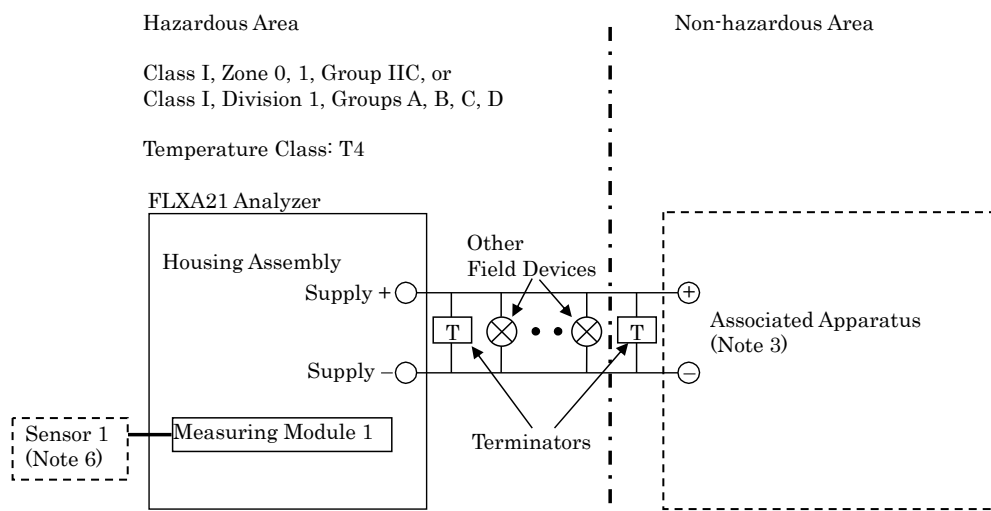 Hazardous Area
Non-hazardous Area
Class I, Zone 0, 1, Group IIC, or
Class I, Division 1, Groups A, B, C, D
Temperature Class: T4
FLXA21 Analyzer
Housing Assembly
Other
Field Devices
Supply +
+
T
T
Associated Apparatus
(Note 3)
Supply –
–
Sensor 1
(Note 6)
Measuring Module 1
Terminators